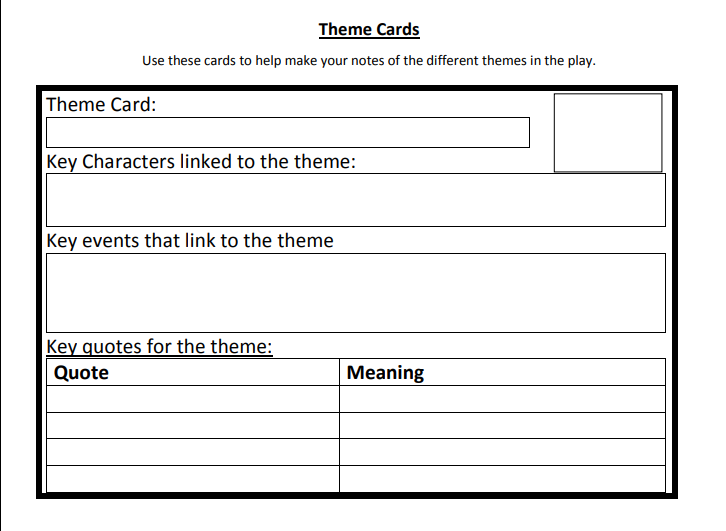 Theme Cards
Use these cards to help make your notes of the different themes in the play.
Theme Card:
Key Characters linked to the theme:
Key events that link to the theme
Key quotes for the theme:
Quote Meaning